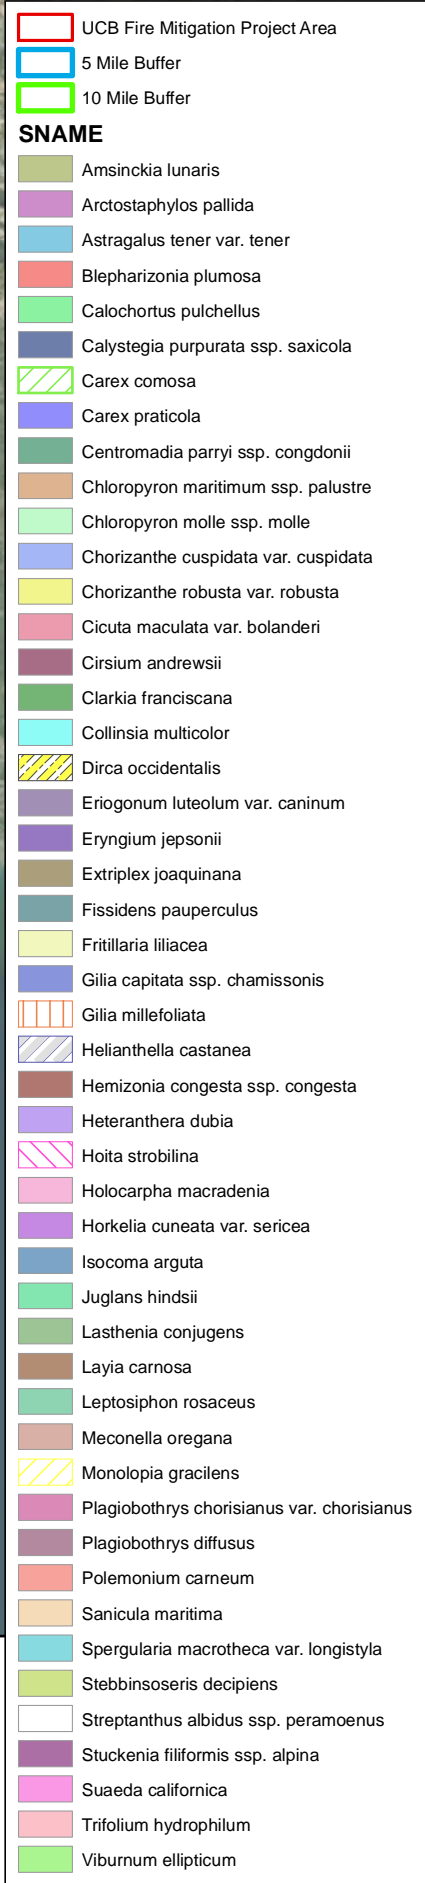 UCB Fire Mitigation Project Area
5 Mile Buffer
10 Mile Buffer
SNAME
Amsinckia lunaris
Arctostaphylos pallida
Astragalus tener var. tener
Blepharizonia plumosa
Calochortus pulchellus
Calystegia purpurata ssp. saxicola
Carex comosa
Carex praticola
Centromadia parryi ssp. congdonii
Chloropyron maritimum ssp. palustre
Chloropyron molle ssp. molle
Chorizanthe cuspidata var. cuspidata
Chorizanthe robusta var. robusta
Cicuta maculata var. bolanderi
Cirsium andrewsii
Clarkia franciscana
Collinsia multicolor
Dirca occidentalis
Eriogonum luteolum var. caninum
Eryngium jepsonii
Extriplex joaquinana
Fissidens pauperculus
Fritillaria liliacea
Gilia capitata ssp. chamissonis
Gilia millefoliata
Helianthella castanea
Hemizonia congesta ssp. congesta
Heteranthera dubia
Hoita strobilina
Holocarpha macradenia
Horkelia cuneata var. sericea
Isocoma arguta
Juglans hindsii
Lasthenia conjugens
Layia carnosa
Leptosiphon rosaceus
Meconella oregana
Monolopia gracilens
Plagiobothrys chorisianus var. chorisianus
Plagiobothrys diffusus
Polemonium carneum
Sanicula maritima
Spergularia macrotheca var. longistyla
Stebbinsoseris decipiens
Streptanthus albidus ssp. peramoenus
Stuckenia filiformis ssp. alpina
Suaeda californica
Trifolium hydrophilum
Viburnum ellipticum